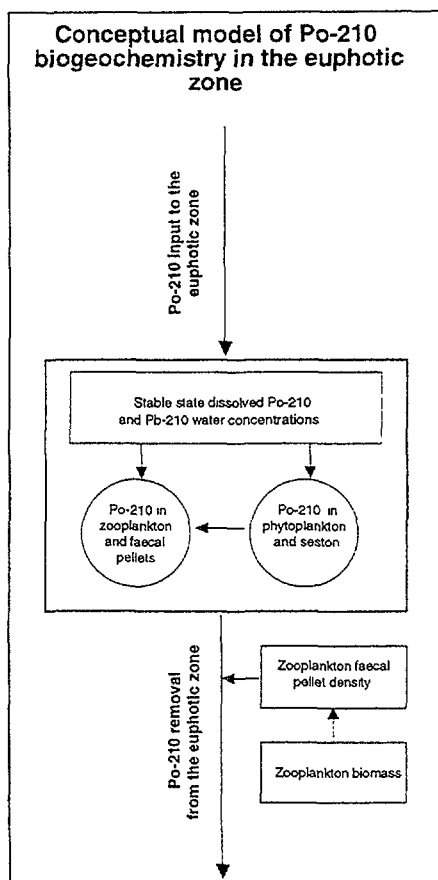 Conceptual model of Po-210
biogeochemistry in the euphotic
zone
Po-210 input to the
euphotic zone
Stable state dissolved Po-210
and Pb-210 water concentrations
Po-210 in
zooplankton
and faecal
pellets
Po-210 in
phytoplankton
and seston
Po-210 removal
from the euphotic zone
Zooplankton faecal
pellet density
Zooplankton biomass